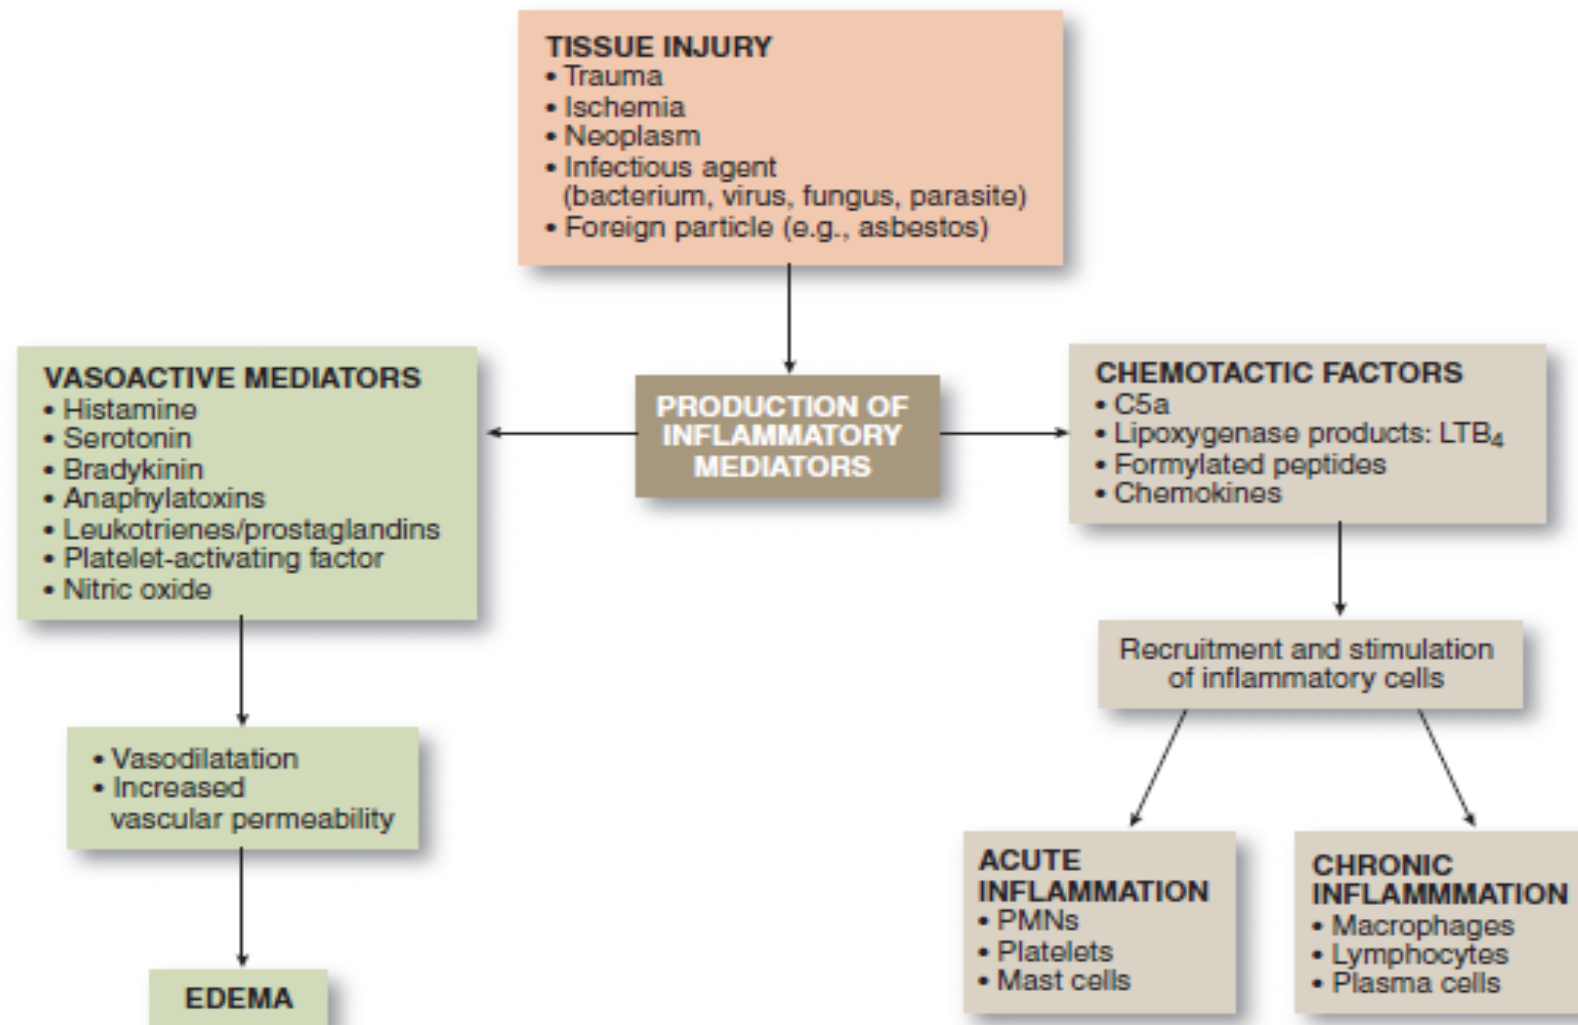 TISSUE INJURY
• Trauma
• Ischemia
• Neoplasm
• Infectious agent
(bacterium, virus, fungus, parasite)
• Foreign particle (e.g., asbestos)
VASOACTIVE MEDIATORS
• Histamine
• Serotonin
• Bradykinin
• Anaphylatoxins
• Leukotrienes/prostaglandins
• Platelet-activating factor
• Nitric oxide
PRODUCTION OF
INFLAMMATORY
MEDIATORS
CHEMOTACTIC FACTORS
• C5a
• Lipoxygenase products: LTB₄
• Formylated peptides
• Chemokines
Recruitment and stimulation
of inflammatory cells
• Vasodilatation
• Increased
vascular permeability
EDEMA
ACUTE
INFLAMMATION
• PMNs
• Platelets
• Mast cells
CHRONIC
INFLAMMMATION
• Macrophages
• Lymphocytes
• Plasma cells